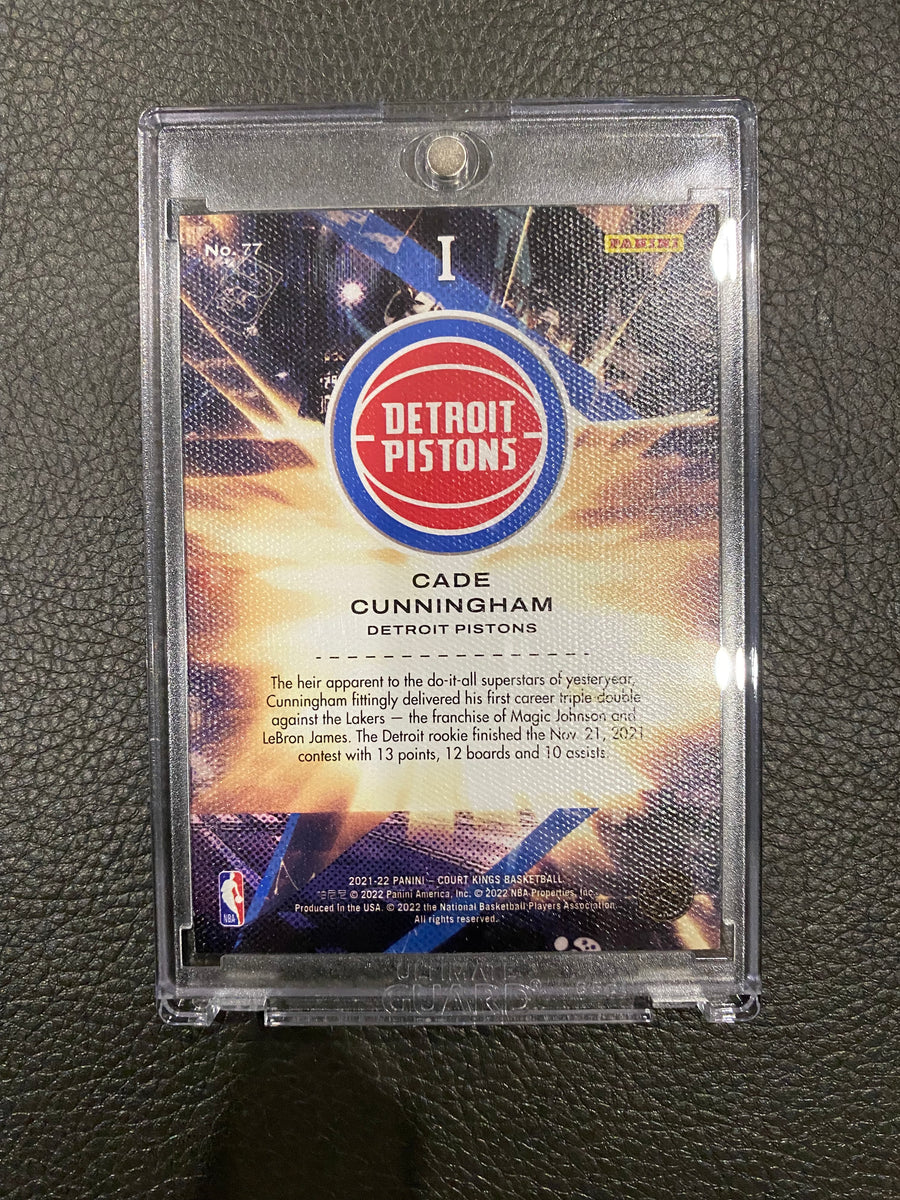 No. 77
I
PANINI
DETROIT
PISTONS
CADE
CUNNINGHAM
DETROIT PISTONS
The heir apparent to the do-it-all superstars of yesteryear,
Cunningham fittingly delivered his first career triple double
against the Lakers — the franchise of Magic Johnson and
LeBron James. The Detroit rookie finished the Nov. 21, 2021
contest with 13 points, 12 boards and 10 assists.
2021-22 PANINI – COURT KINGS BASKETBALL
© 2022 Panini America, Inc. © 2022 NBA Properties, Inc.
Produced in the USA. © 2022 the National Basketball Players Association.
All rights reserved.
NBA
ULTIMATE
GUARD®